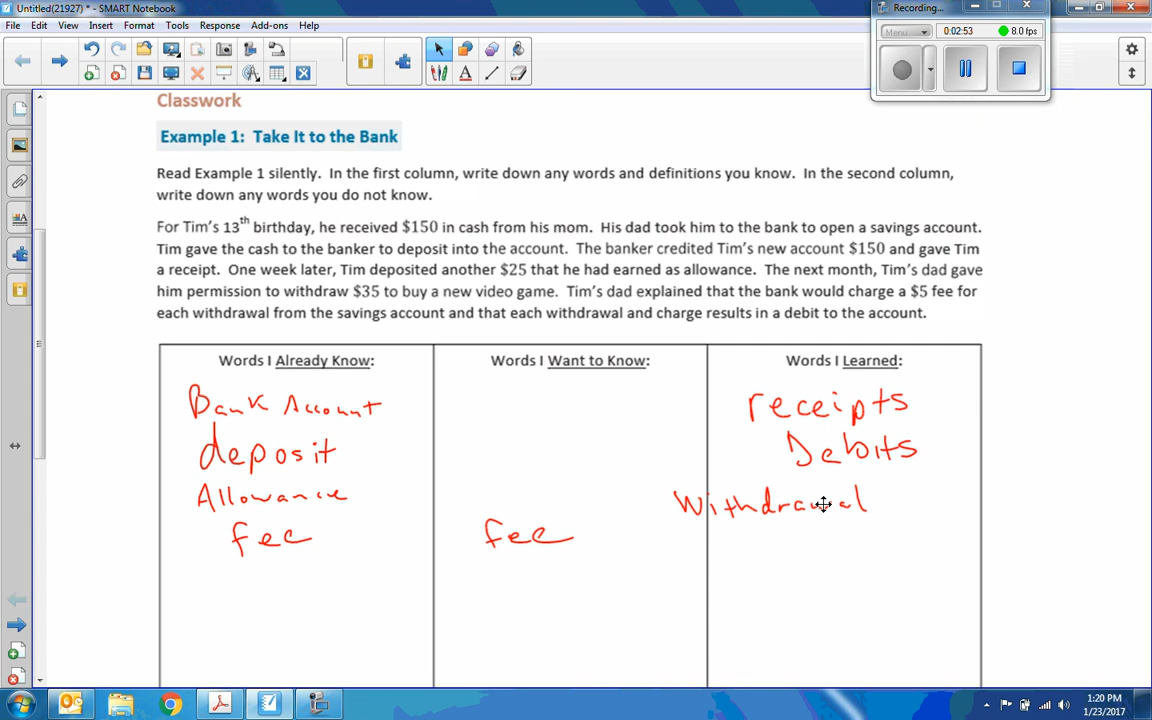 Untitled(21927) * - SMART Notebook
File Edit View Insert Format Tools Response Add-ons Help
Recording...
Menu
0:02:53
8.0 fps
Classwork
Example 1: Take It to the Bank
Read Example 1 silently. In the first column, write down any words and definitions you know. In the second column,
write down any words you do not know.
For Tim's 13th birthday, he received $150 in cash from his mom. His dad took him to the bank to open a savings account.
Tim gave the cash to the banker to deposit into the account. The banker credited Tim's new account $150 and gave Tim
a receipt. One week later, Tim deposited another $25 that he had earned as allowance. The next month, Tim's dad gave
him permission to withdraw $35 to buy a new video game. Tim's dad explained that the bank would charge a $5 fee for
each withdrawal from the savings account and that each withdrawal and charge results in a debit to the account.
Words I Already Know: Words I Want to Know: Words I Learned:
Bank Account receipts
deposit Debits
Allowance Withdrawal
fee fee
1:20 PM
1/23/2017